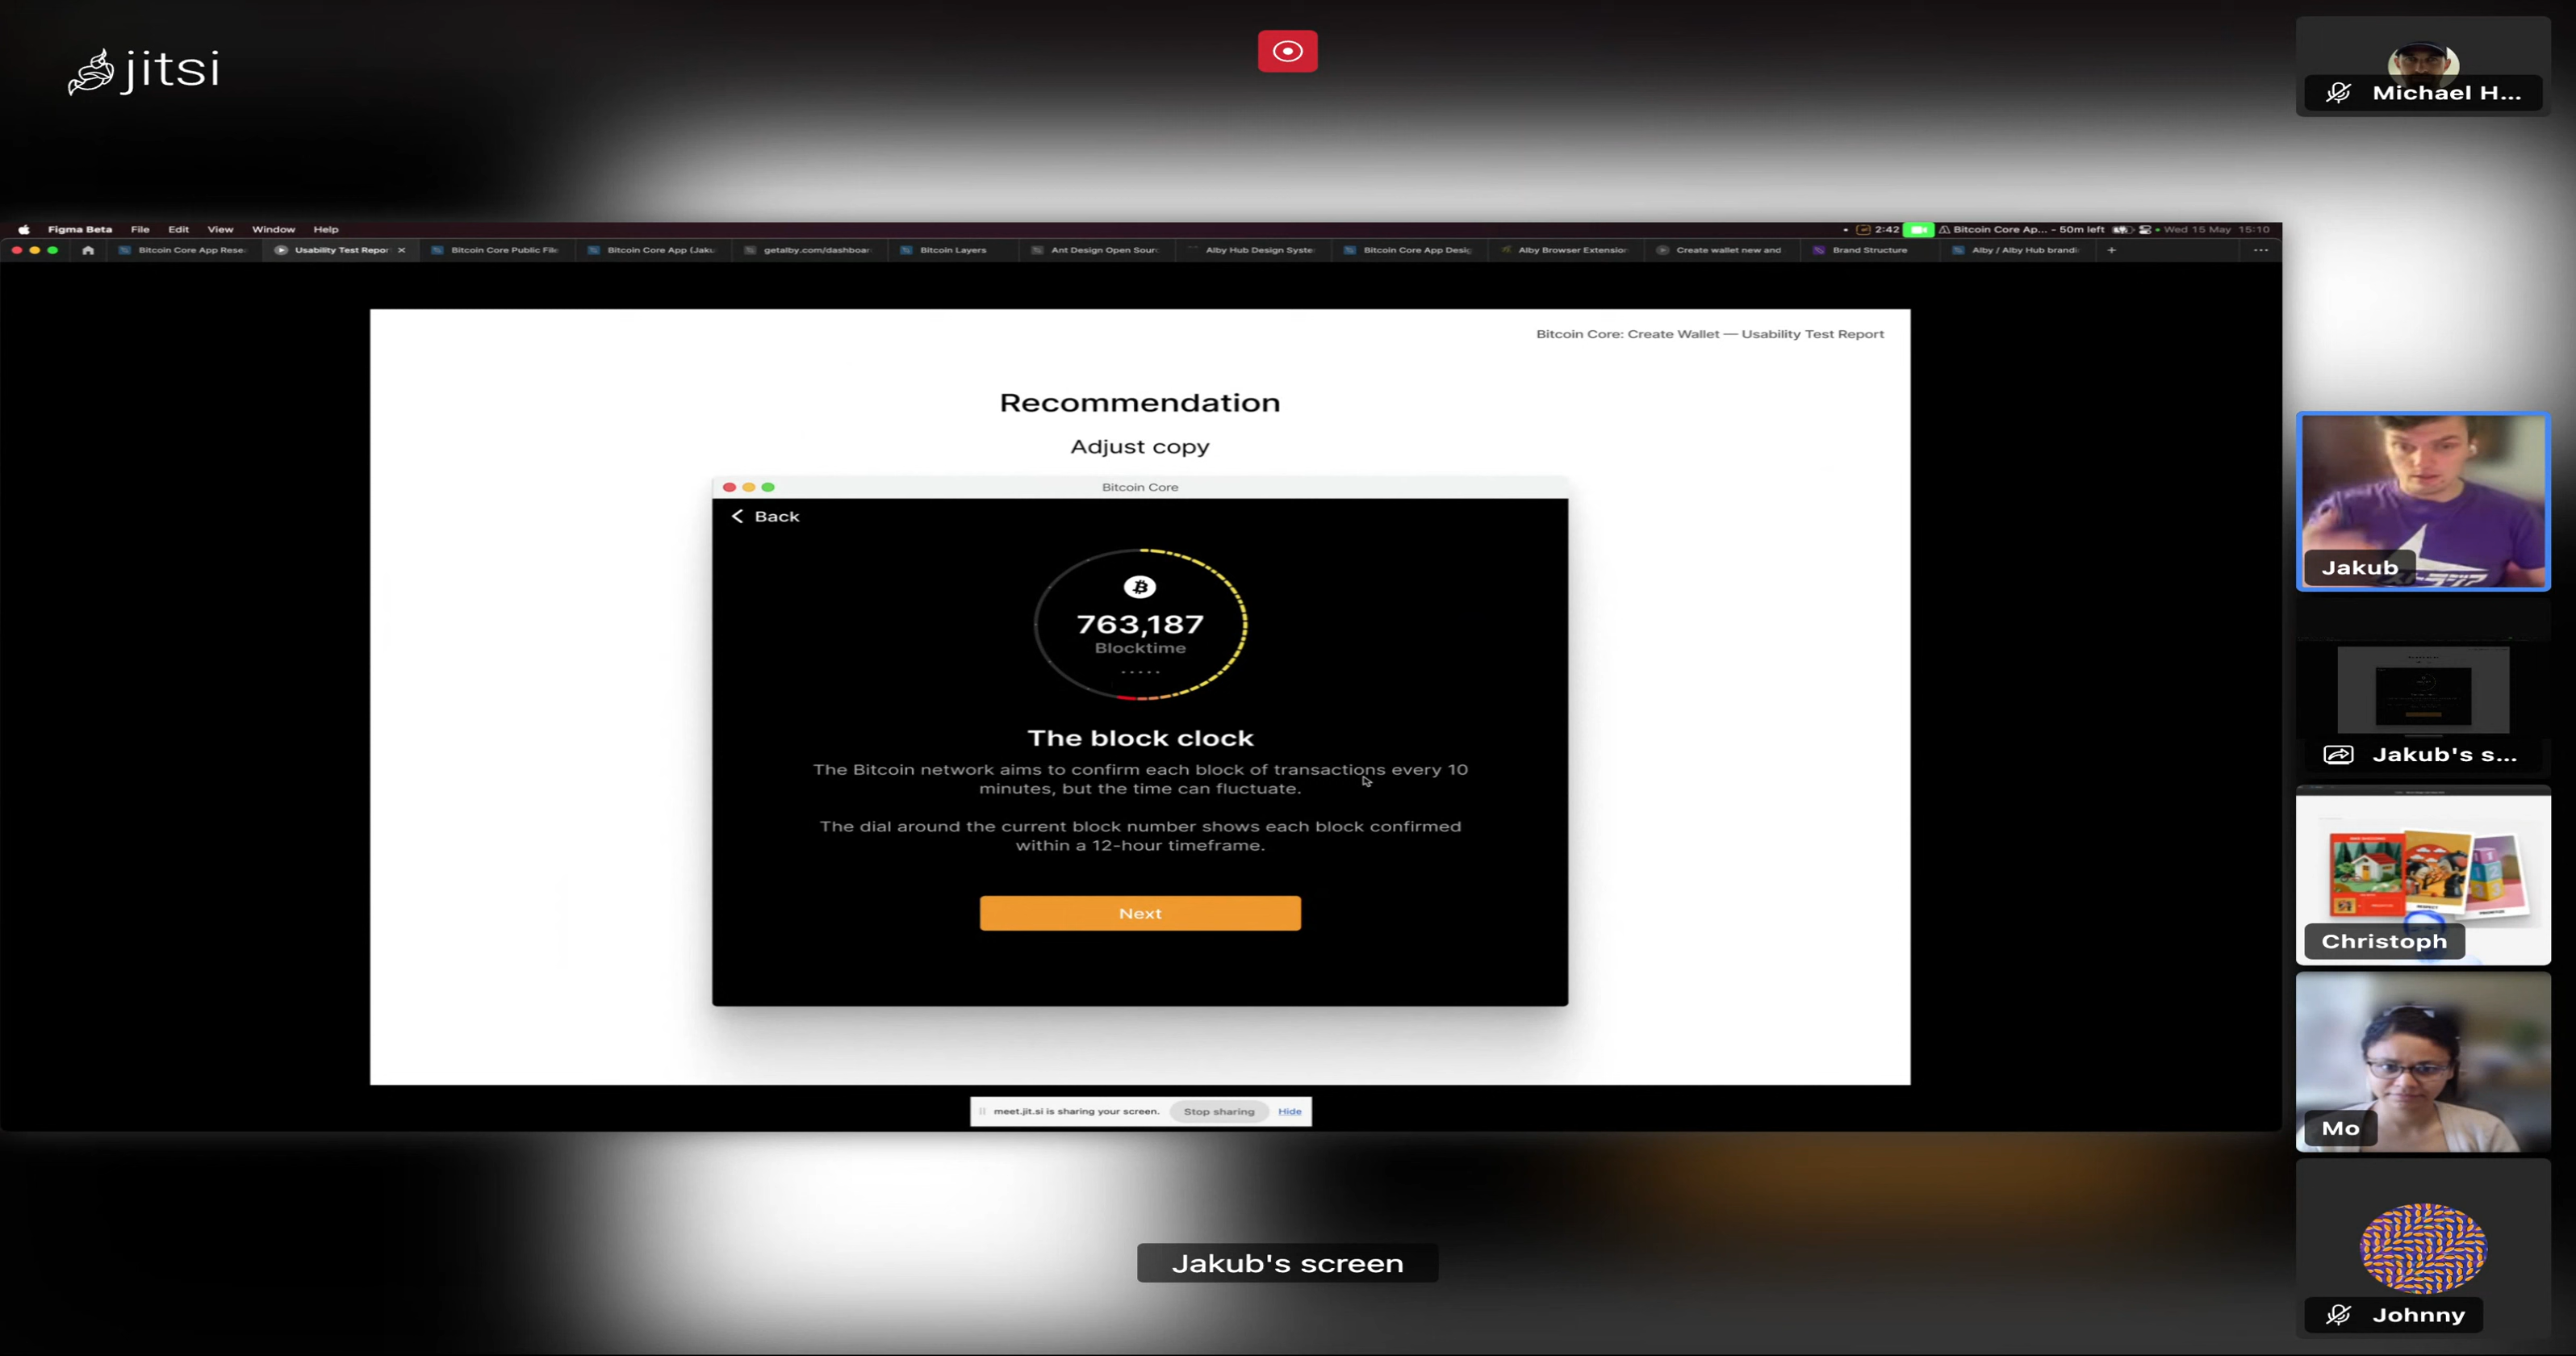 jitsi
Michael H...
Figma Beta File Edit View Window Help
2:42 Bitcoin Core Ap... - 50m left Wed 15 May 15:10
Bitcoin Core App Rese
Usability Test Repor
Bitcoin Core Public File
Bitcoin Core App (Jaku
getalby.com/dashboar
Bitcoin Layers
Ant Design Open Sour
Alby Hub Design Syste
Bitcoin Core App Desig
Alby Browser Extension
Create wallet new and
Brand Structure
Alby / Alby Hub brandi
Bitcoin Core: Create Wallet — Usability Test Report
Recommendation
Adjust copy
Bitcoin Core
Back
763,187
Blocktime
The block clock
The Bitcoin network aims to confirm each block of transactions every 10
minutes, but the time can fluctuate.
The dial around the current block number shows each block confirmed
within a 12-hour timeframe.
Next
meet.jit.si is sharing your screen. Stop sharing Hide
Jakub's screen
Jakub
Jakub's s...
Christoph
Mo
Johnny